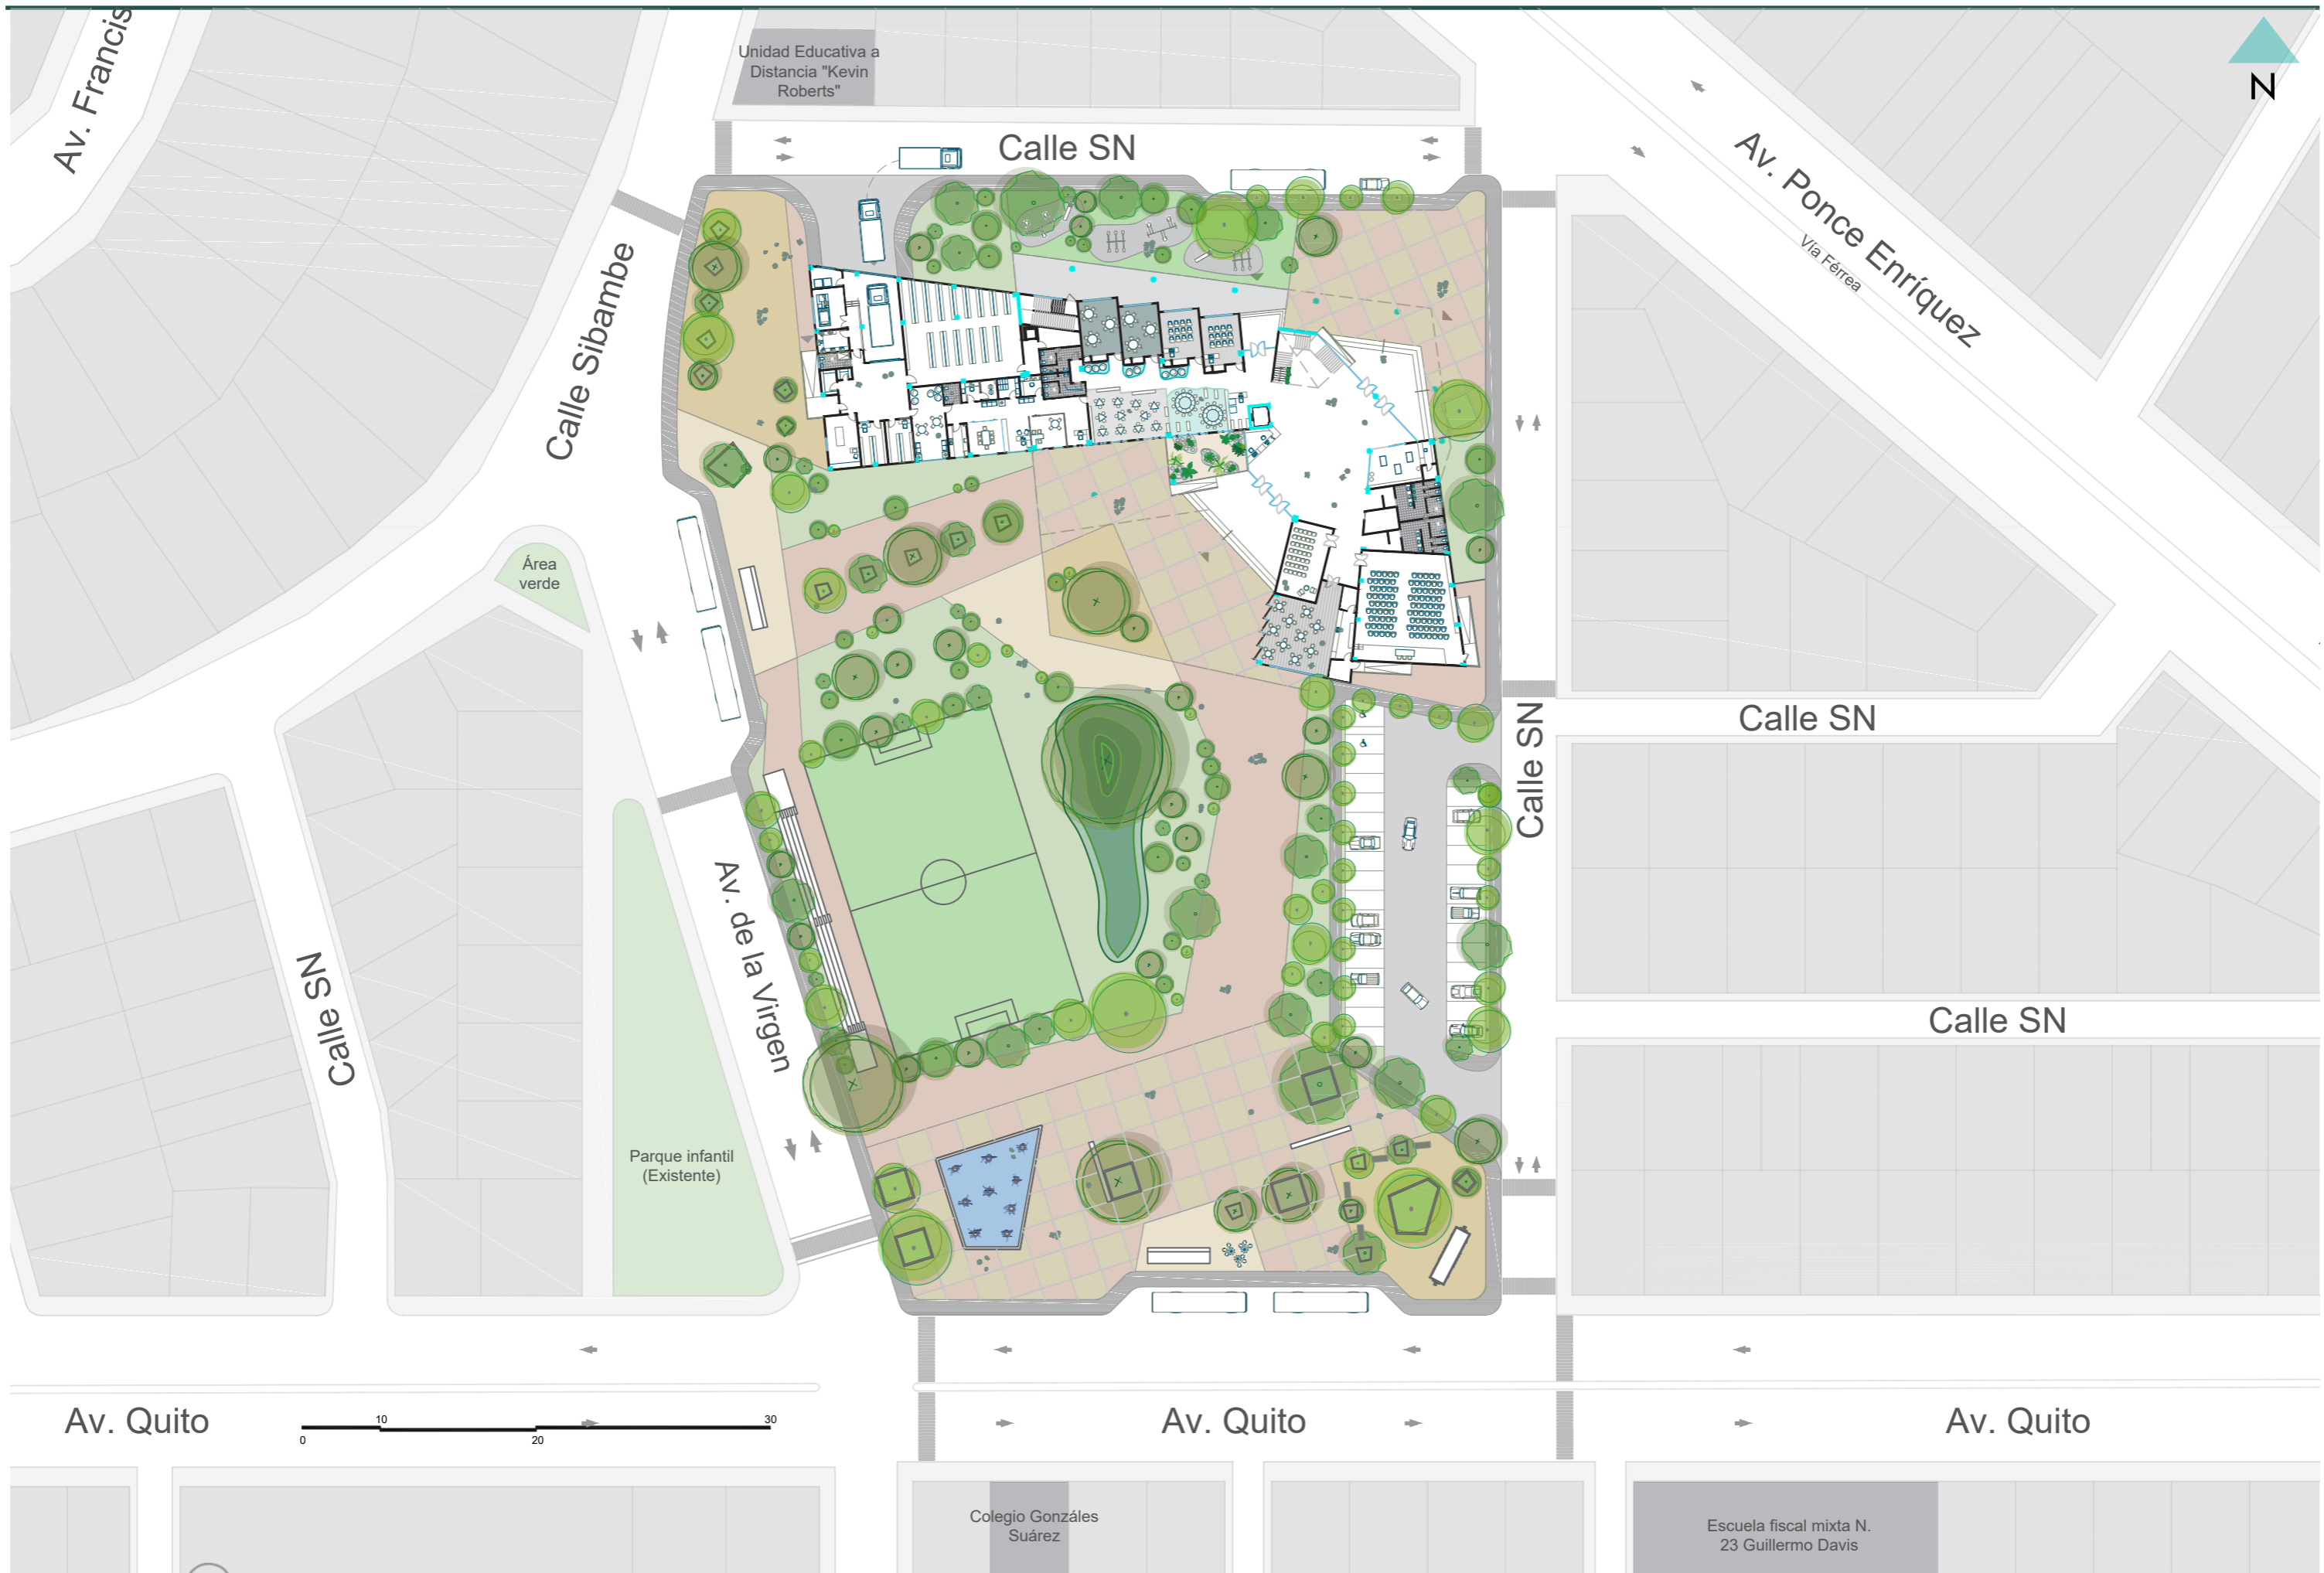 Av. Francis
Unidad Educativa a
Distancia "Kevin
Roberts"
N
Calle SN
Av. Ponce Enríquez
Vía Férrea
Calle Sibambe
Área
verde
Calle SN
Calle SN
Av. de la Virgen
Calle SN
Calle SN
Parque infantil
(Existente)
Av. Quito
0
10
20
30
Av. Quito
Av. Quito
Colegio Gonzáles
Suárez
Escuela fiscal mixta N.
23 Guillermo Davis